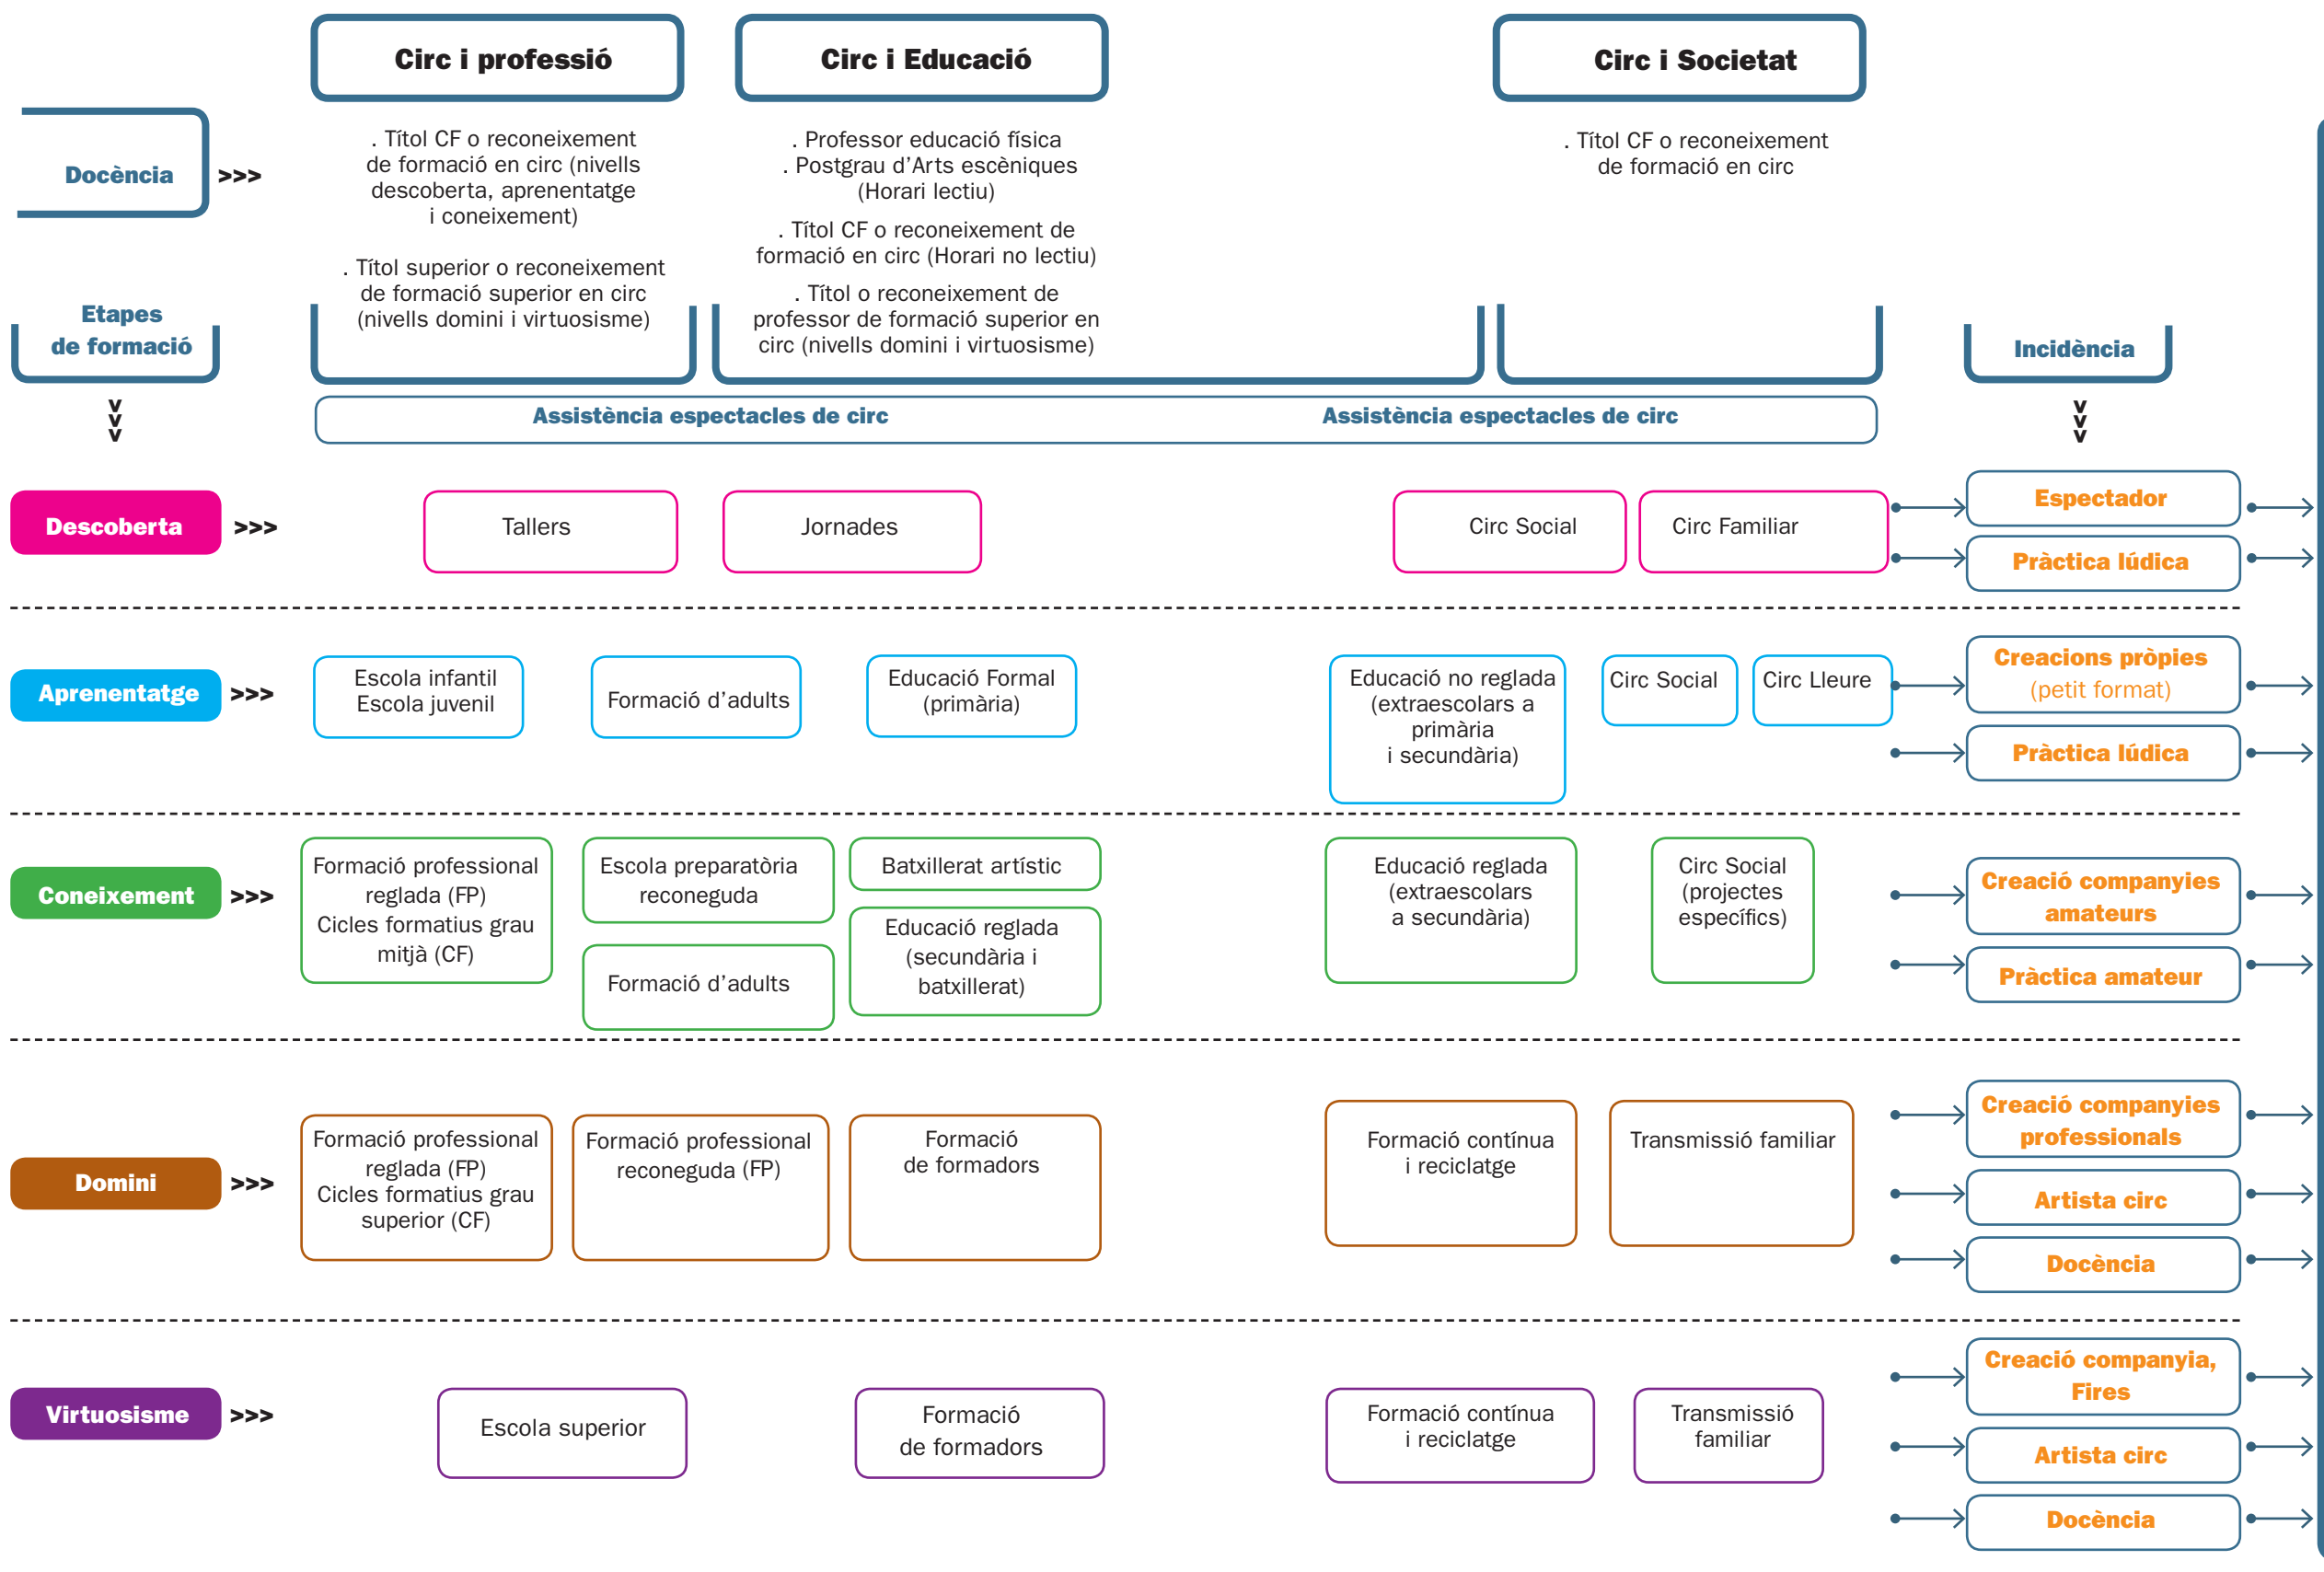 Circ i professió
Circ i Educació
Circ i Societat
Docència
>>>
. Títol CF o reconeixement
de formació en circ (nivells
descoberta, aprenentatge
i coneixement)
. Títol superior o reconeixement
de formació superior en circ
(nivells domini i virtuosisme)
. Professor educació física
. Postgrau d’Arts escèniques
(Horari lectiu)
. Títol CF o reconeixement de
formació en circ (Horari no lectiu)
. Títol o reconeixement de
professor de formació superior en
circ (nivells domini i virtuosisme)
. Títol CF o reconeixement
de formació en circ
Etapes
de formació
>>>
Incidència
>>>
Assistència espectacles de circ
Assistència espectacles de circ
Descoberta
>>>
Tallers
Jornades
Circ Social
Circ Familiar
Espectador
Pràctica lúdica
Aprenentatge
>>>
Escola infantil
Escola juvenil
Formació d’adults
Educació Formal
(primària)
Educació no reglada
(extraescolars a
primària
i secundària)
Circ Social
Circ Lleure
Creacions pròpies
(petit format)
Pràctica lúdica
Coneixement
>>>
Formació professional
reglada (FP)
Cicles formatius grau
mitjà (CF)
Escola preparatòria
reconeguda
Formació d’adults
Batxillerat artístic
Educació reglada
(secundària i
batxillerat)
Educació reglada
(extraescolars
a secundària)
Circ Social
(projectes
específics)
Creació companyies
amateurs
Pràctica amateur
Domini
>>>
Formació professional
reglada (FP)
Cicles formatius grau
superior (CF)
Formació professional
reconeguda (FP)
Formació
de formadors
Formació contínua
i reciclatge
Transmissió familiar
Creació companyies
professionals
Artista circ
Docència
Virtuosisme
>>>
Escola superior
Formació
de formadors
Formació contínua
i reciclatge
Transmissió
familiar
Creació companyia,
Fires
Artista circ
Docència